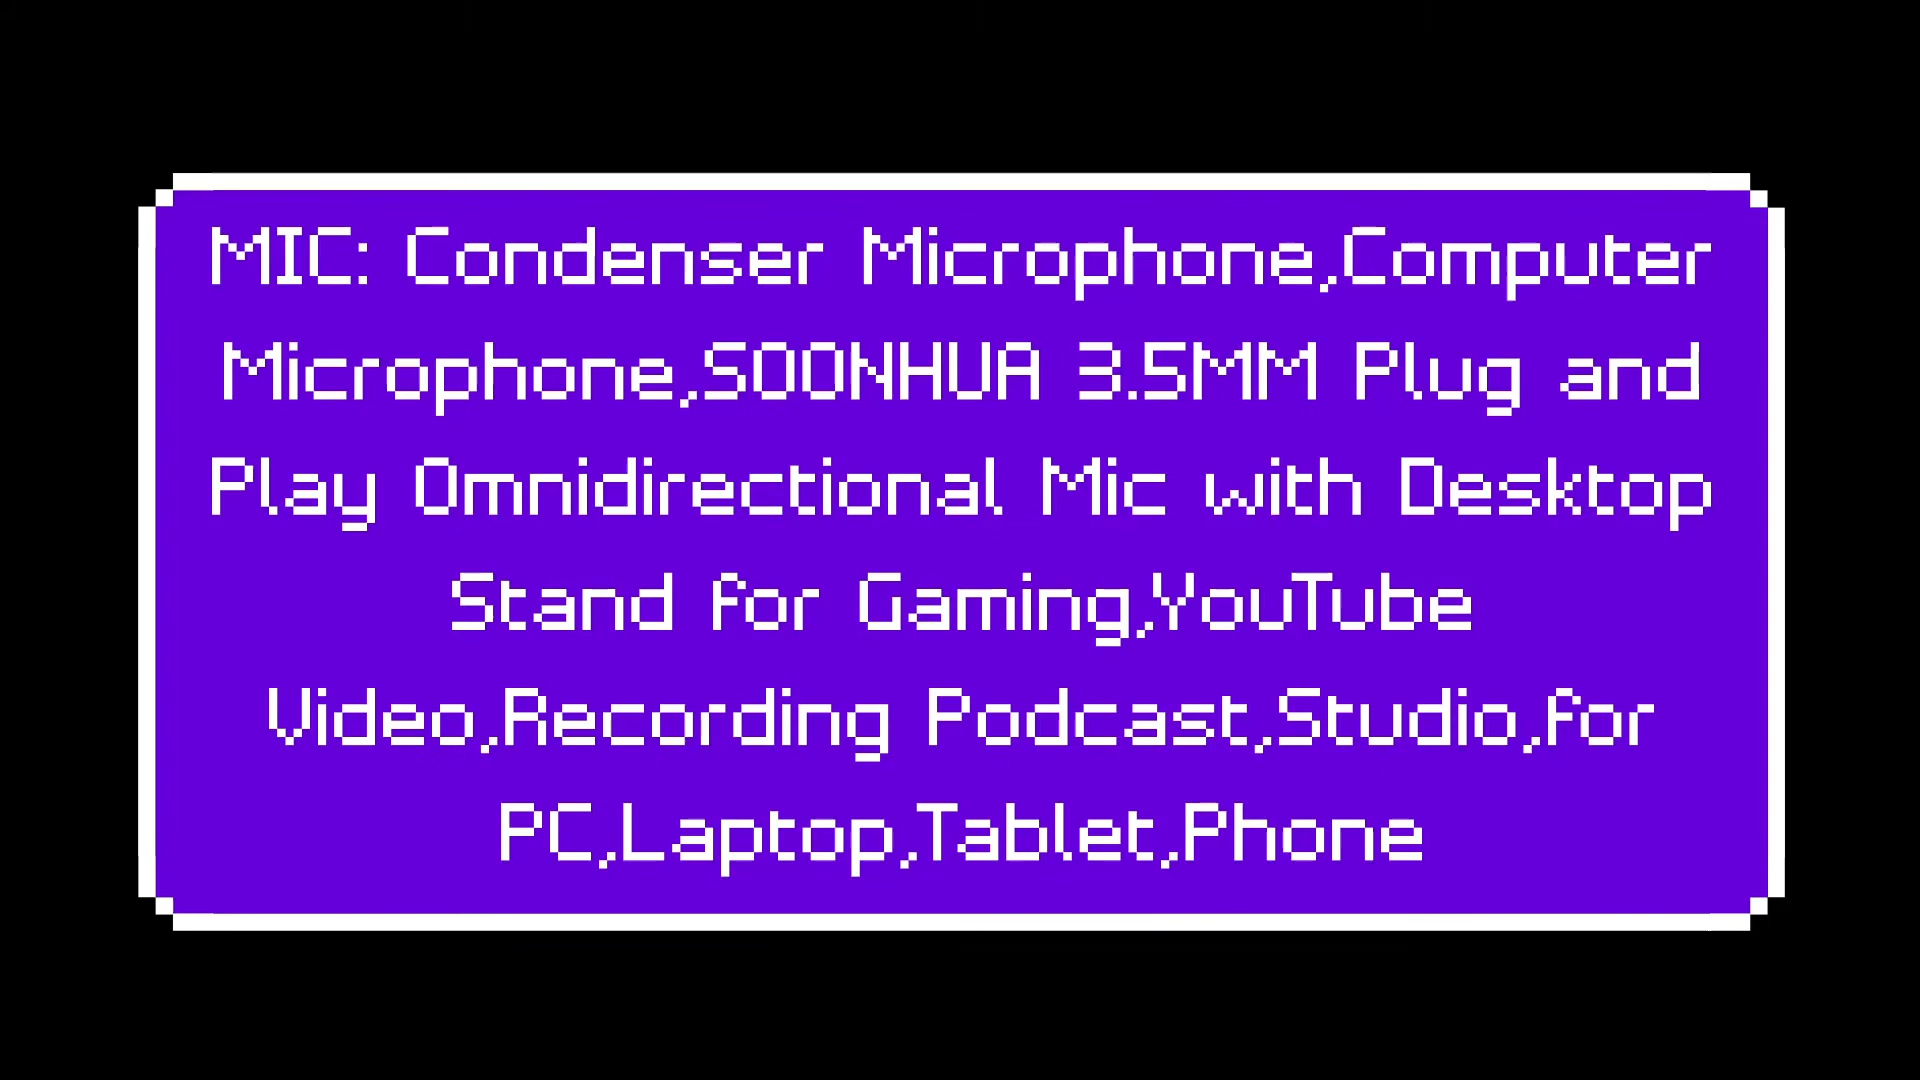 MIC: Condenser Microphone,Computer
Microphone,SOONHUA 3.5MM Plug and
Play Omnidirectional Mic with Desktop
Stand for Gaming,YouTube
Video,Recording Podcast,Studio,for
PC,Laptop,Tablet,Phone